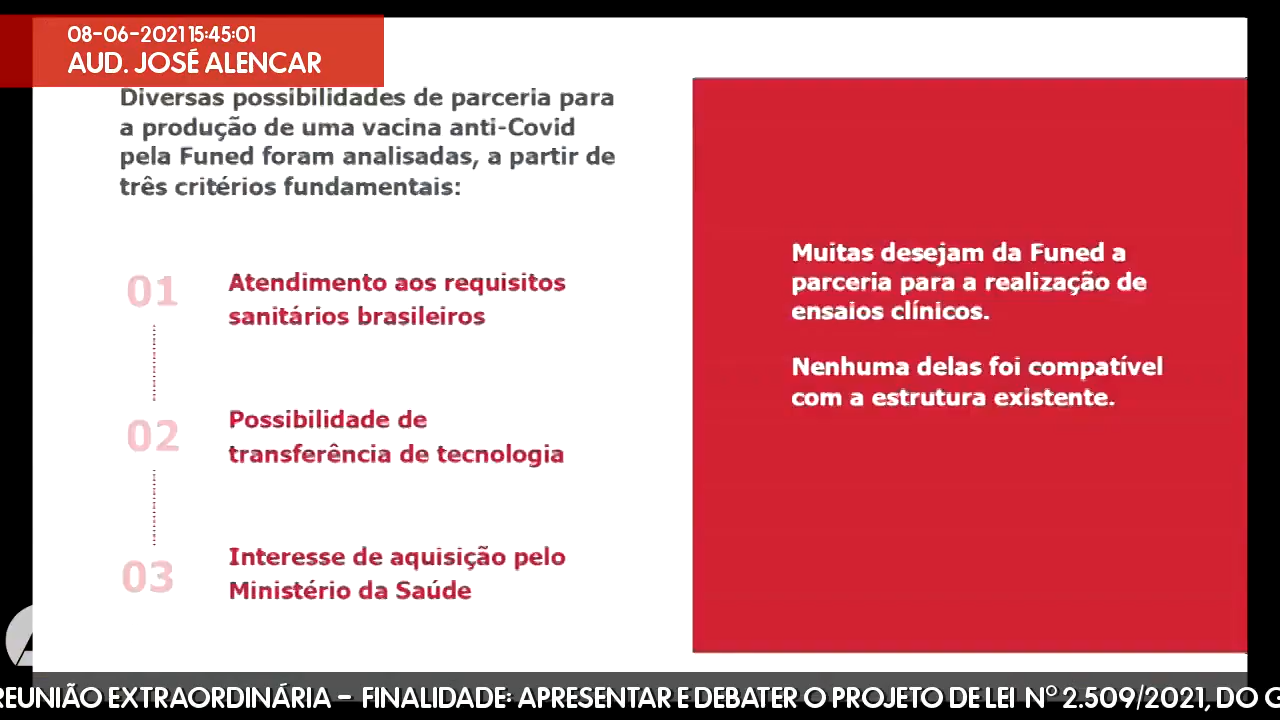 08-06-2021 15:45:01
AUD. JOSÉ ALENCAR
Diversas possibilidades de parceria para
a produção de uma vacina anti-Covid
pela Funed foram analisadas, a partir de
três critérios fundamentais:
01
Atendimento aos requisitos
sanitários brasileiros
02
Possibilidade de
transferência de tecnologia
03
Interesse de aquisição pelo
Ministério da Saúde
Muitas desejam da Funed a
parceria para a realização de
ensaios clínicos.
Nenhuma delas foi compatível
com a estrutura existente.
REUNIÃO EXTRAORDINÁRIA - FINALIDADE: APRESENTAR E DEBATER O PROJETO DE LEI Nº 2.509/2021, DO